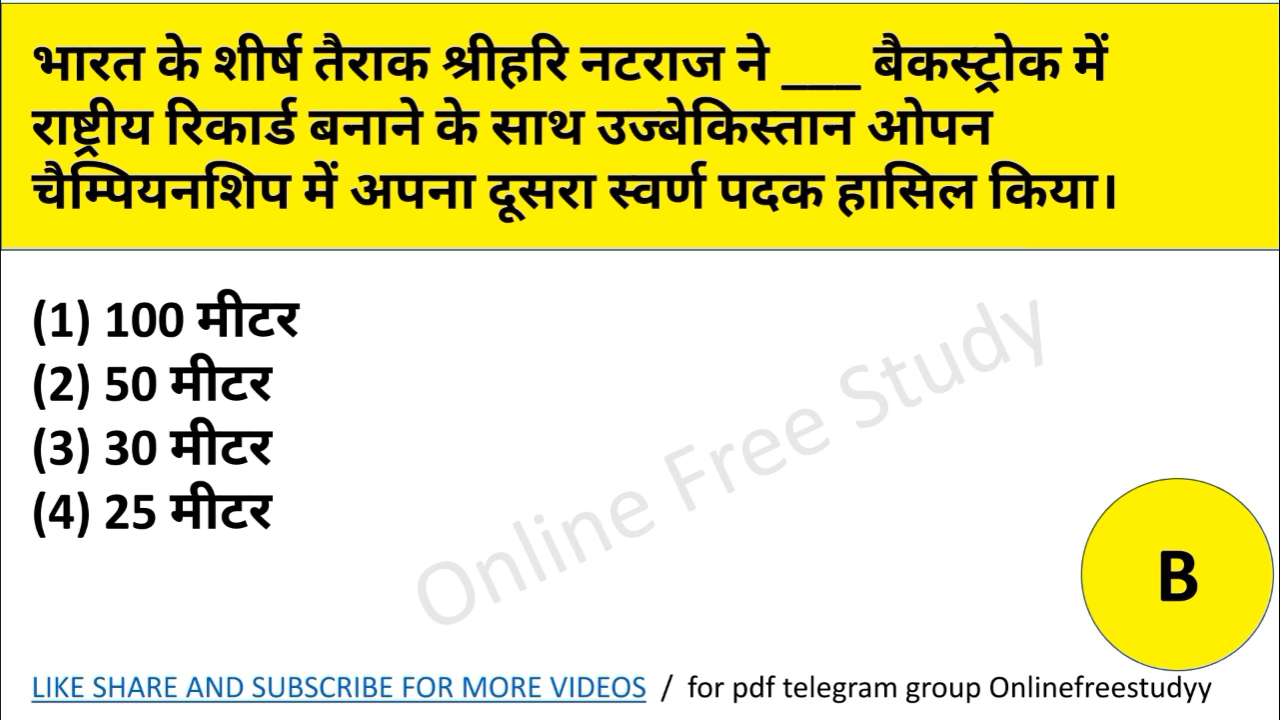 भारत के शीर्ष तैराक श्रीहरि नटराज ने ___ बैकस्ट्रोक में
राष्ट्रीय रिकार्ड बनाने के साथ उज्बेकिस्तान ओपन
चैम्पियनशिप में अपना दूसरा स्वर्ण पदक हासिल किया।
(1) 100 मीटर
(2) 50 मीटर
(3) 30 मीटर
(4) 25 मीटर
Online Free Study
B
LIKE SHARE AND SUBSCRIBE FOR MORE VIDEOS / for pdf telegram group Onlinefreestudyy